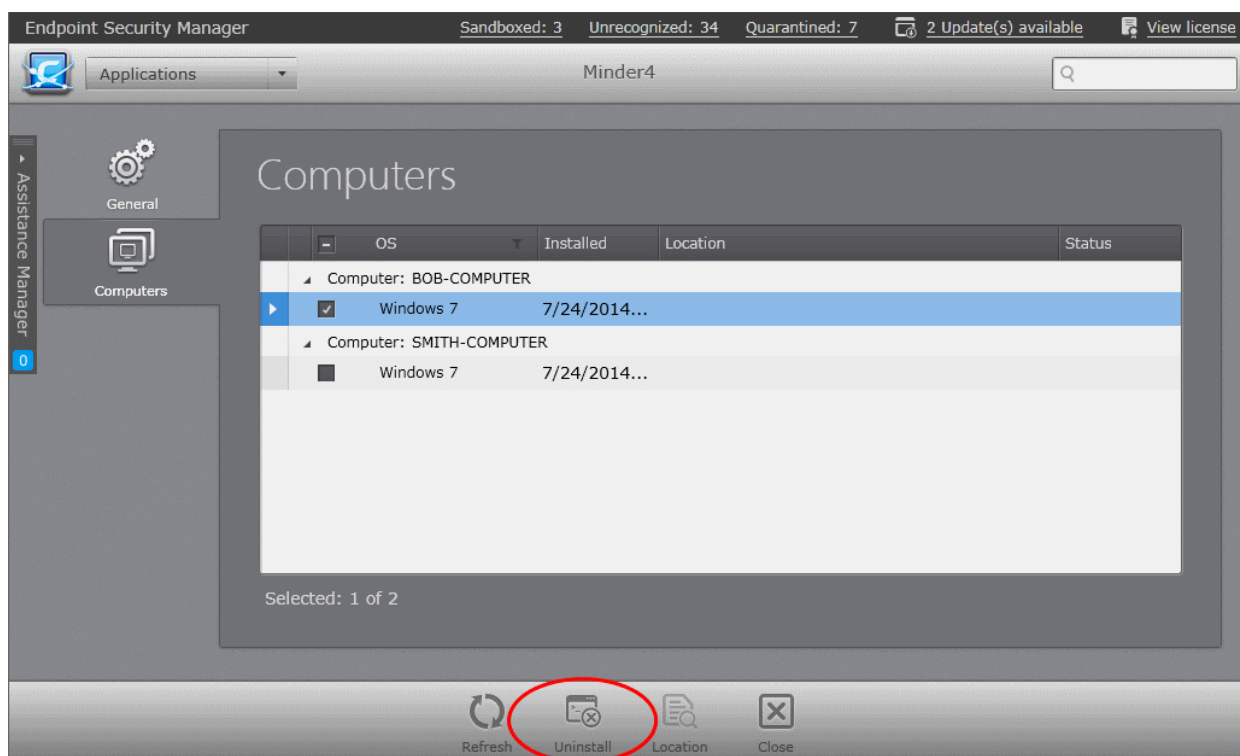 Endpoint Security Manager Sandboxed: 3 Unrecognized: 34 Quarantined: 7 2 Update(s) available View license
Applications Minder4
Assistance Manager 0
General
Computers
Computers
OS Installed Location Status
Computer: BOB-COMPUTER
Windows 7 7/24/2014...
Computer: SMITH-COMPUTER
Windows 7 7/24/2014...
Selected: 1 of 2
Refresh Uninstall Location Close